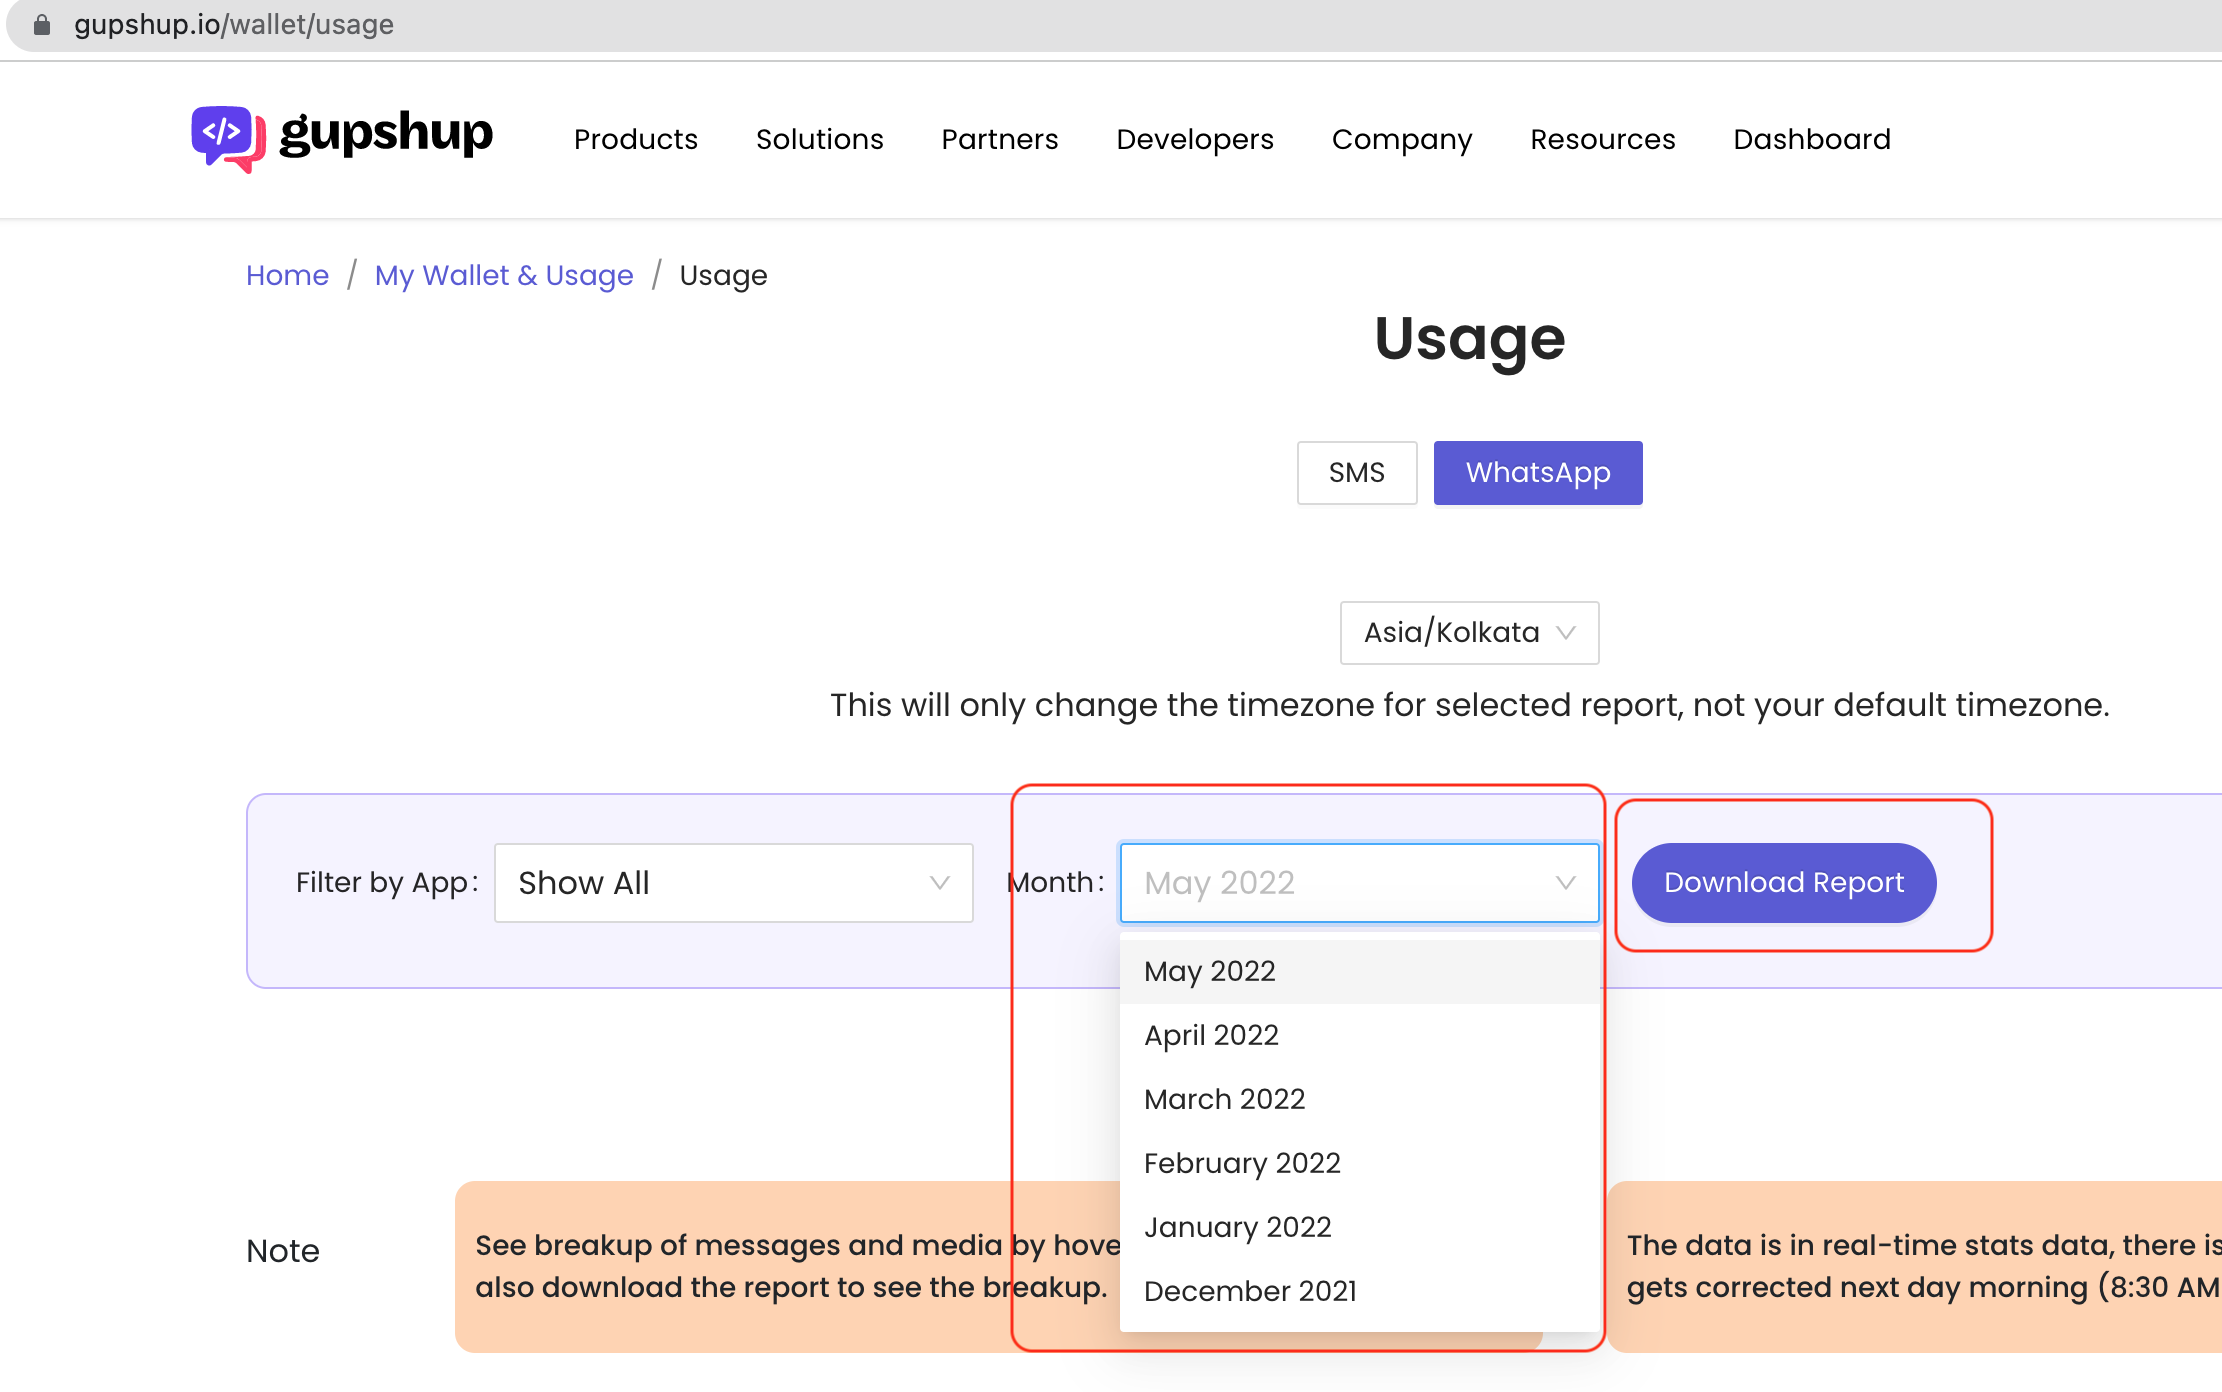 gupshup.io/wallet/usage
</> gupshup Products Solutions Partners Developers Company Resources Dashboard
Home / My Wallet & Usage / Usage
Usage
SMS WhatsApp
Asia/Kolkata
This will only change the timezone for selected report, not your default timezone.
Filter by App: Show All Month: May 2022 Download Report
May 2022
April 2022
March 2022
February 2022
January 2022
December 2021
Note
See breakup of messages and media by hove
also download the report to see the breakup.
The data is in real-time stats data, there is
gets corrected next day morning (8:30 AM